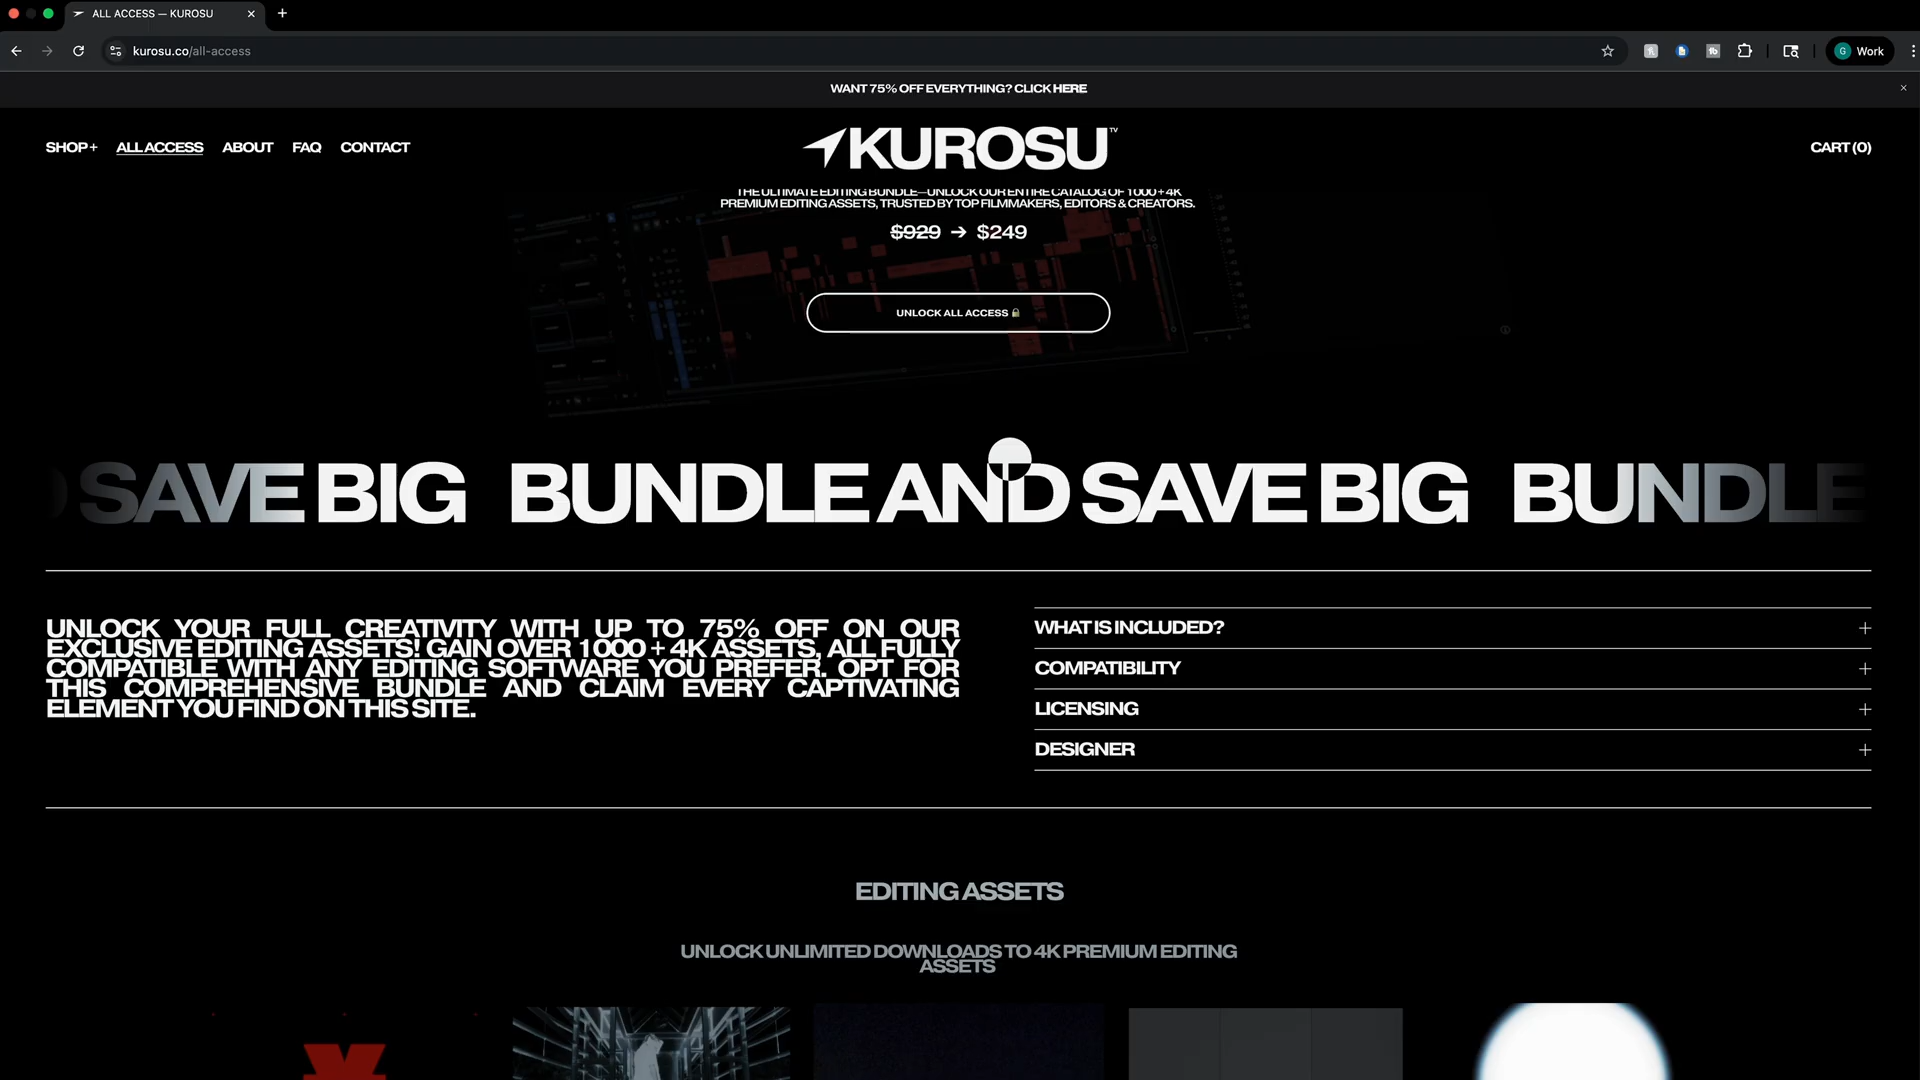 ALL ACCESS — KUROSU
kurosu.co/all-access
G Work
WANT 75% OFF EVERYTHING? CLICK HERE
SHOP + ALL ACCESS ABOUT FAQ CONTACT
KUROSU TV
CART (0)
THE ULTIMATE EDITING BUNDLE—UNLOCK OUR ENTIRE CATALOG OF 1000+ 4K
PREMIUM EDITING ASSETS, TRUSTED BY TOP FILMMAKERS, EDITORS & CREATORS.
$929 → $249
UNLOCK ALL ACCESS
SAVE BIG BUNDLE AND SAVE BIG BUNDLE
UNLOCK YOUR FULL CREATIVITY WITH UP TO 75% OFF ON OUR
EXCLUSIVE EDITING ASSETS! GAIN OVER 1000 + 4K ASSETS, ALL FULLY
COMPATIBLE WITH ANY EDITING SOFTWARE YOU PREFER. OPT FOR
THIS COMPREHENSIVE BUNDLE AND CLAIM EVERY CAPTIVATING
ELEMENT YOU FIND ON THIS SITE.
WHAT IS INCLUDED?
COMPATIBILITY
LICENSING
DESIGNER
EDITING ASSETS
UNLOCK UNLIMITED DOWNLOADS TO 4K PREMIUM EDITING
ASSETS